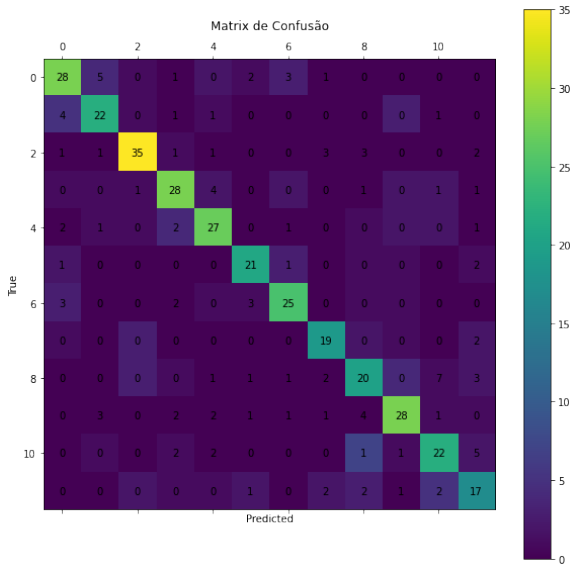 Matrix de Confusão
0 2 4 6 8 10
0 28 5 0 1 0 2 3 1 0 0 0 0
4 22 0 1 1 0 0 0 0 0 1 0
2 1 1 35 1 1 0 0 3 3 0 0 2
0 0 1 28 4 0 0 0 1 0 1 1
4 2 1 0 2 27 0 1 0 0 0 0 1
1 0 0 0 0 21 1 0 0 0 0 2
6 3 0 0 2 0 3 25 0 0 0 0 0
0 0 0 0 0 0 0 19 0 0 0 2
8 0 0 0 0 1 1 1 2 20 0 7 3
0 3 0 2 2 1 1 1 4 28 1 0
10 0 0 0 2 2 0 0 0 1 1 22 5
0 0 0 0 0 1 0 2 2 1 2 17
True
Predicted
35
30
25
20
15
10
5
0